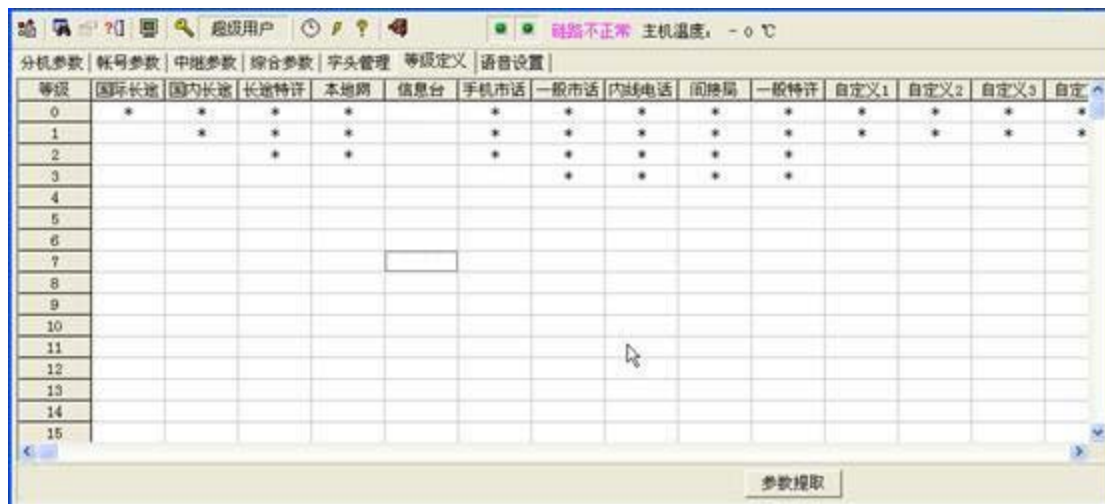 超级用户 链路不正常 主机温度： -0 ℃
分机参数 帐号参数 中继参数 综合参数 字头管理 等级定义 语音设置
等级 国际长途 国内长途 长途特许 本地网 信息台 手机市话 一般市话 内线电话 间接局 一般特许 自定义1 自定义2 自定义3
0 * * * * * * * * * * * * *
1 * * * * * * * * * * * *
2 * * * * * * *
3 * * * *
4
5
6
7
8
9
10
11
12
13
14
15
参数提取